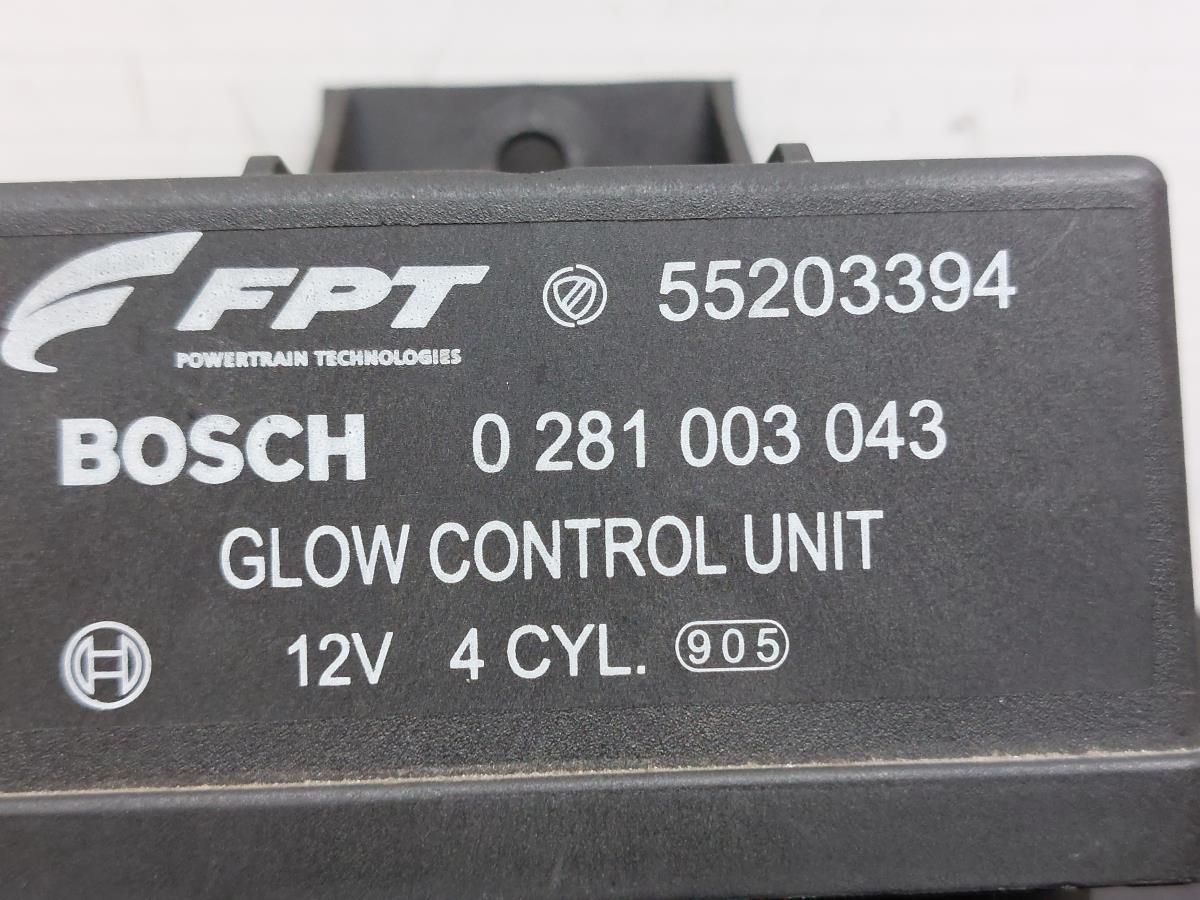 FPT 55203394
POWERTRAIN TECHNOLOGIES
BOSCH 0 281 003 043
GLOW CONTROL UNIT
12V 4 CYL. 905